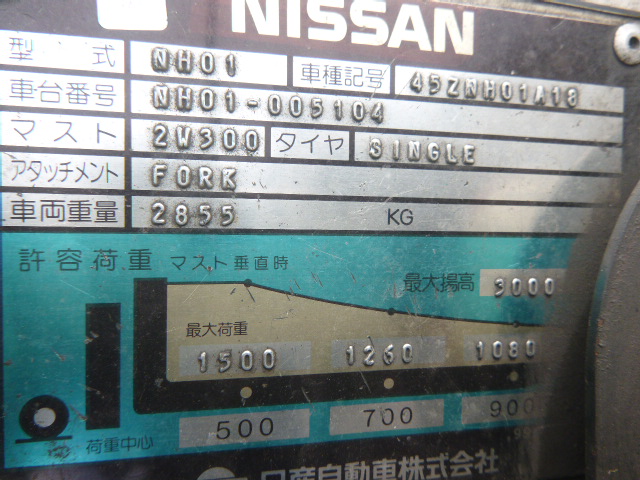 NISSAN
型式 NH01 車種記号 45ZNH01A18
車台番号 NH01-005104
マスト 2W300 タイヤ SINGLE
アタッチメント FORK
車両重量 2855 KG
許容荷重 マスト垂直時
最大揚高 3000
最大荷重
1500 1260 1080
500 700 900
荷重中心
日産自動車株式会社